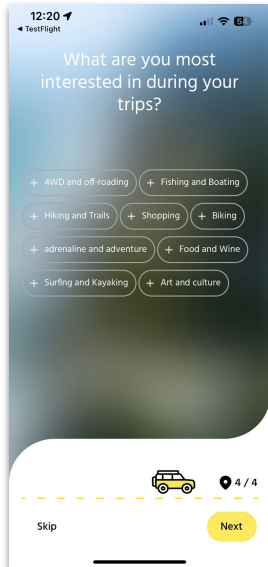 12:20
54
◀ TestFlight
What are you most
interested in during your
trips?
+ 4WD and off-roading
+ Fishing and Boating
+ Hiking and Trails
+ Shopping
+ Biking
+ adrenaline and adventure
+ Food and Wine
+ Surfing and Kayaking
+ Art and culture
4 / 4
Skip
Next